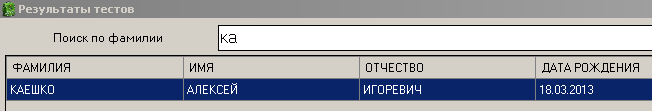 Результаты тестов
Поиск по фамилии ка
ФАМИЛИЯ ИМЯ ОТЧЕСТВО ДАТА РОЖДЕНИЯ
КАЕШКО АЛЕКСЕЙ ИГОРЕВИЧ 18.03.2013